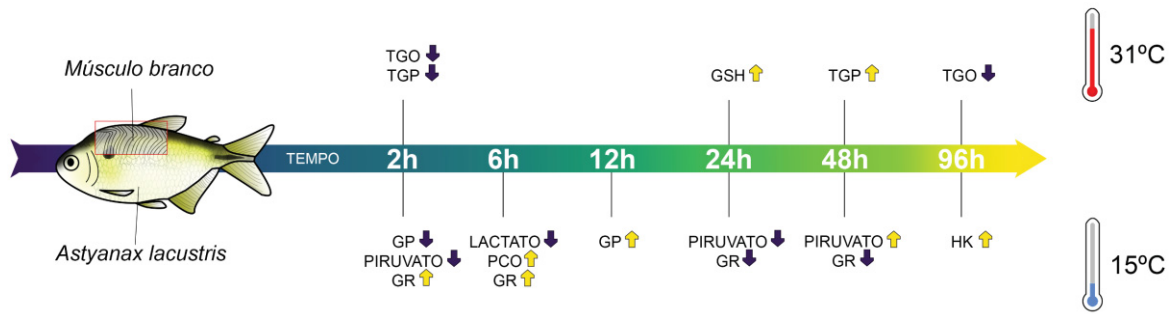 Músculo branco
Astyanax lacustris
TGO
TGP
GSH
TGP
TGO
31ºC
TEMPO
2h
6h
12h
24h
48h
96h
GP
PIRUVATO
GR
LACTATO
PCO
GR
GP
PIRUVATO
GR
PIRUVATO
GR
HK
15ºC